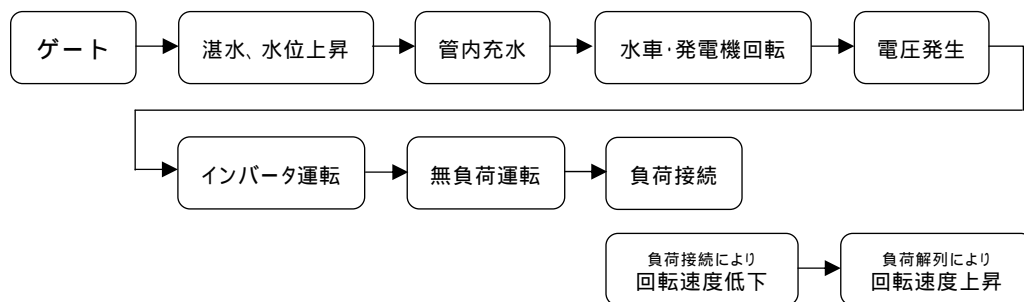 ゲート
湛水、水位上昇
管内充水
水車・発電機回転
電圧発生
インバータ運転
無負荷運転
負荷接続
負荷接続により
回転速度低下
負荷解列により
回転速度上昇